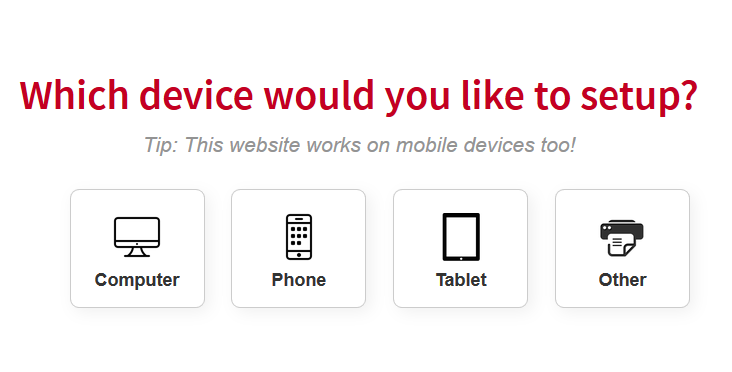 Which device would you like to setup?
Tip: This website works on mobile devices too!
Computer
Phone
Tablet
Other